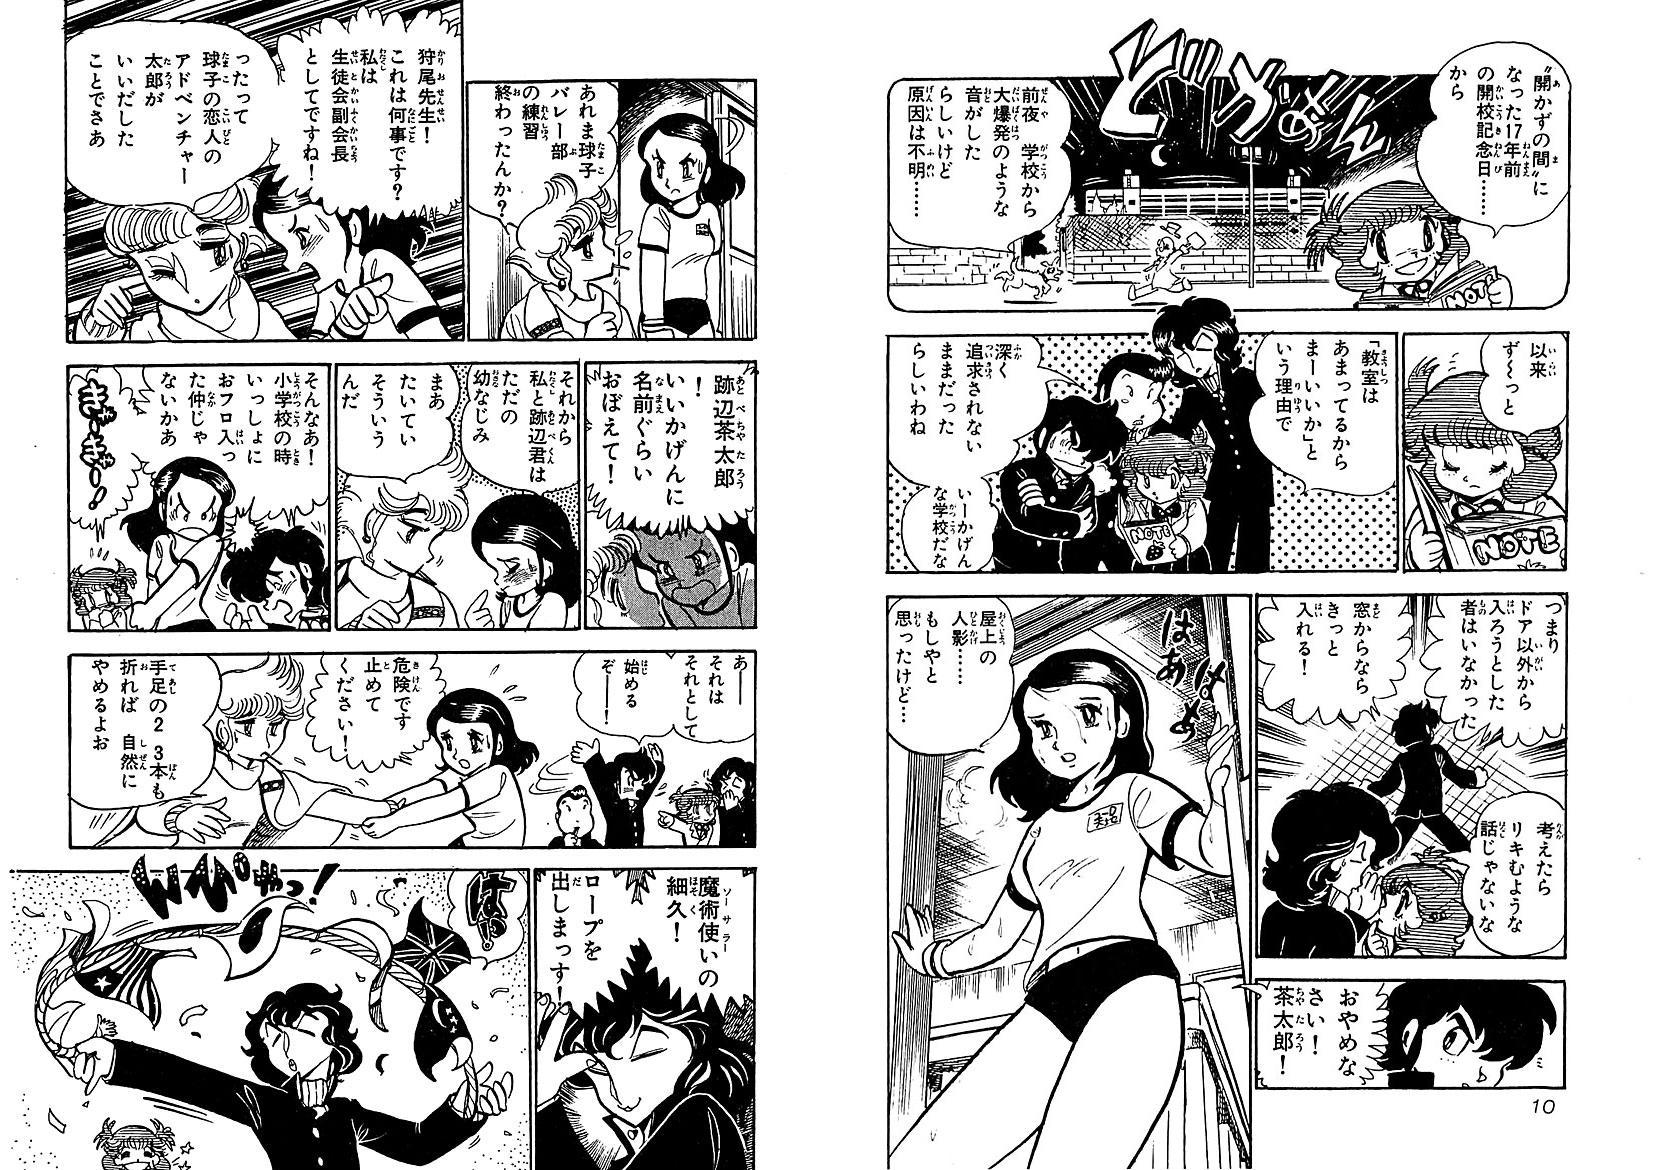 “開かずの間”に
なった17年前
の開校記念日……
から
どどめぉぉん
前夜 学校から
大爆発のような
音がした
らしいけど
原因は不明……
NOTE
以来
ず〜っと
NOTE
「教室は
あまってるから
まーいいか」と
いう理由で
深く
追求されない
ままだった
らしいわね
いーかげん
な学校だな
NOTE
つまり
ドア以外から
入ろうとした
者はいなかった
窓からなら
きっと
入れる!
考えたら
リキむような
話じゃないな
おやめな
さい!
茶太郎!
はぁ
はぁ
屋上の
人影……
もしやと
思ったけど…
10
あれま球子
バレー部
の練習
終わったんか?
狩尾先生!
これは何事です?
私は
生徒会副会長
としてですね!
ったって
球子の恋人の
アドベンチャー
太郎が
いいだした
ことでさあ
跡辺茶太郎
!
いいかげんに
名前ぐらい
おぼえて!
それから
私と跡辺君は
ただの
幼なじみ
まあ
たいてい
そういう
んだ
そんなあ!
小学校の時
いっしょに
おフロ入っ
た仲じゃ
ないかあ
ぎゃーぎゃー!
あ——
それは
それとして
始める
ぞ——!
危険です
止めて
ください!
手足の2 3本も
折れば 自然に
やめるよお
魔術使いの
細久!
ロープを
出しまっす!
はっ